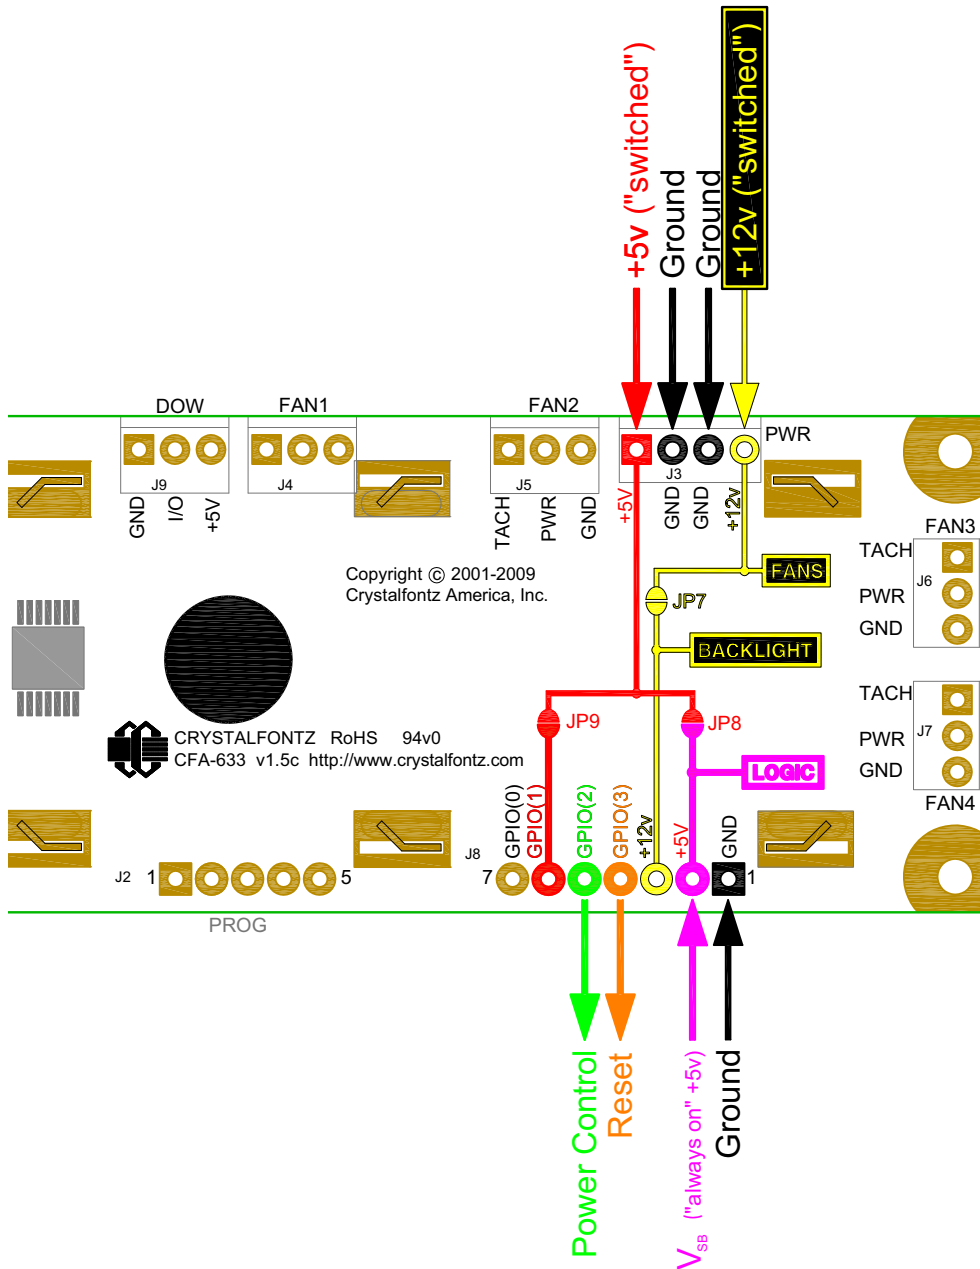 +5v ("switched")
Ground
Ground
+12v ("switched")
DOW
FAN1
FAN2
PWR
J9
J4
J5
J3
GND
I/O
+5V
TACH
PWR
GND
+5V
GND
GND
+12v
FAN3
TACH
J6
PWR
GND
FANS
Copyright © 2001-2009
Crystalfontz America, Inc.
JP7
BACKLIGHT
TACH
J7
PWR
GND
FAN4
JP9
JP8
CRYSTALFONTZ RoHS 94v0
CFA-633 v1.5c http://www.crystalfontz.com
LOGIC
GPIO(0)
GPIO(1)
GPIO(2)
GPIO(3)
+12v
+5V
GND
J2
1
5
J8
7
1
PROG
Power Control
Reset
VSB ("always on" +5v)
Ground